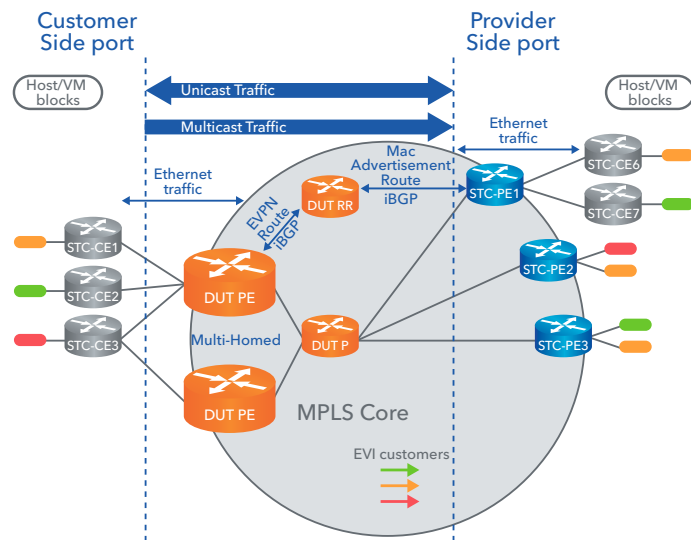 Customer
Side port
Provider
Side port
Host/VM
blocks
Host/VM
blocks
Unicast Traffic
Multicast Traffic
Ethernet
traffic
Mac
Advertisement
Route
iBGP
Ethernet
traffic
EVPN
Route
iBGP
DUT RR
STC-PE1
STC-CE6
STC-CE7
STC-CE1
STC-CE2
STC-CE3
DUT PE
Multi-Homed
DUT P
DUT PE
STC-PE2
STC-PE3
MPLS Core
EVI customers